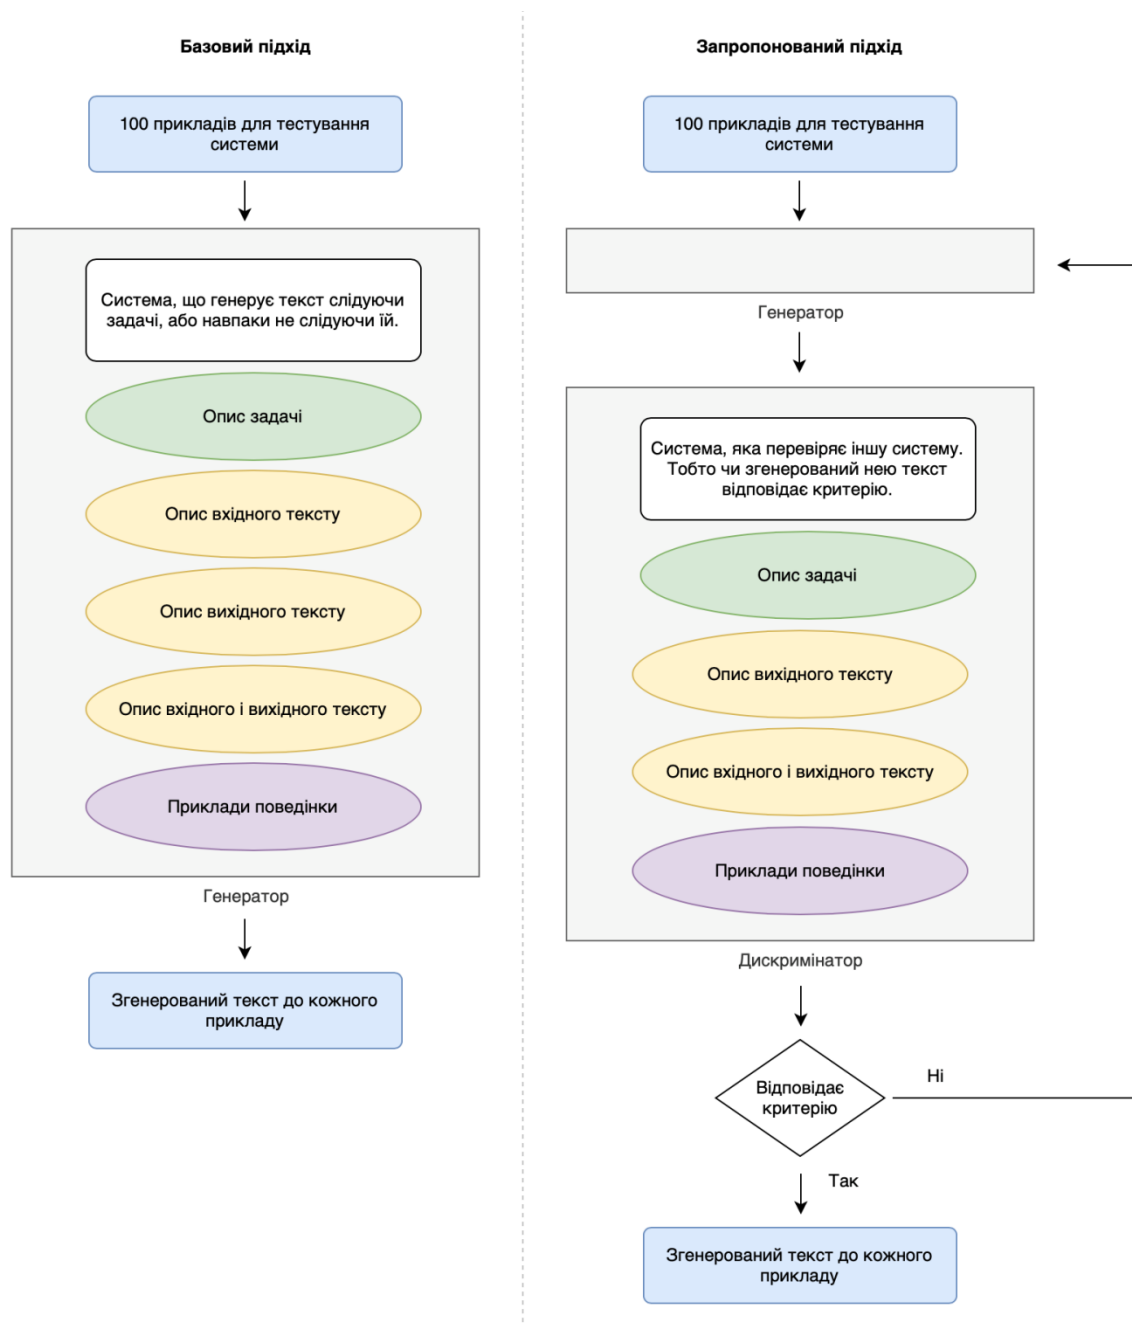 Базовий підхід
100 прикладів для тестування
системи
Система, що генерує текст слідуючи
задачі, або навпаки не слідуючи їй.
Опис задачі
Опис вхідного тексту
Опис вихідного тексту
Опис вхідного і вихідного тексту
Приклади поведінки
Генератор
Згенерований текст до кожного
прикладу
Запропонований підхід
100 прикладів для тестування
системи
Генератор
Система, яка перевіряє іншу систему.
Тобто чи згенерований нею текст
відповідає критерію.
Опис задачі
Опис вихідного тексту
Опис вхідного і вихідного тексту
Приклади поведінки
Дискримінатор
Відповідає
критерію
Ні
Так
Згенерований текст до кожного
прикладу